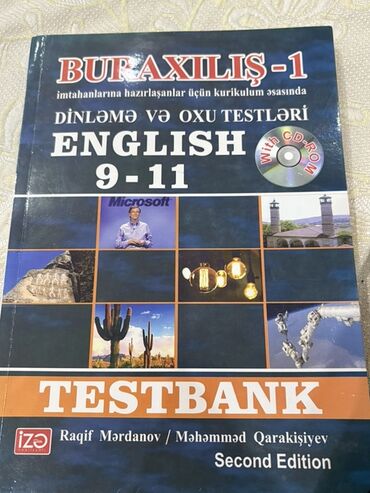 BURAXILIŞ-1
imtahanlarına hazırlaşanlar üçün kurikulum əsasında
DİNLƏMƏ VƏ OXU TESTLƏRİ
ENGLISH
With CD-ROM
9-11
Microsoft
TESTBANK
İZƏ
Raqif Mərdanov / Məhəmməd Qarakişiyev
Second Edition